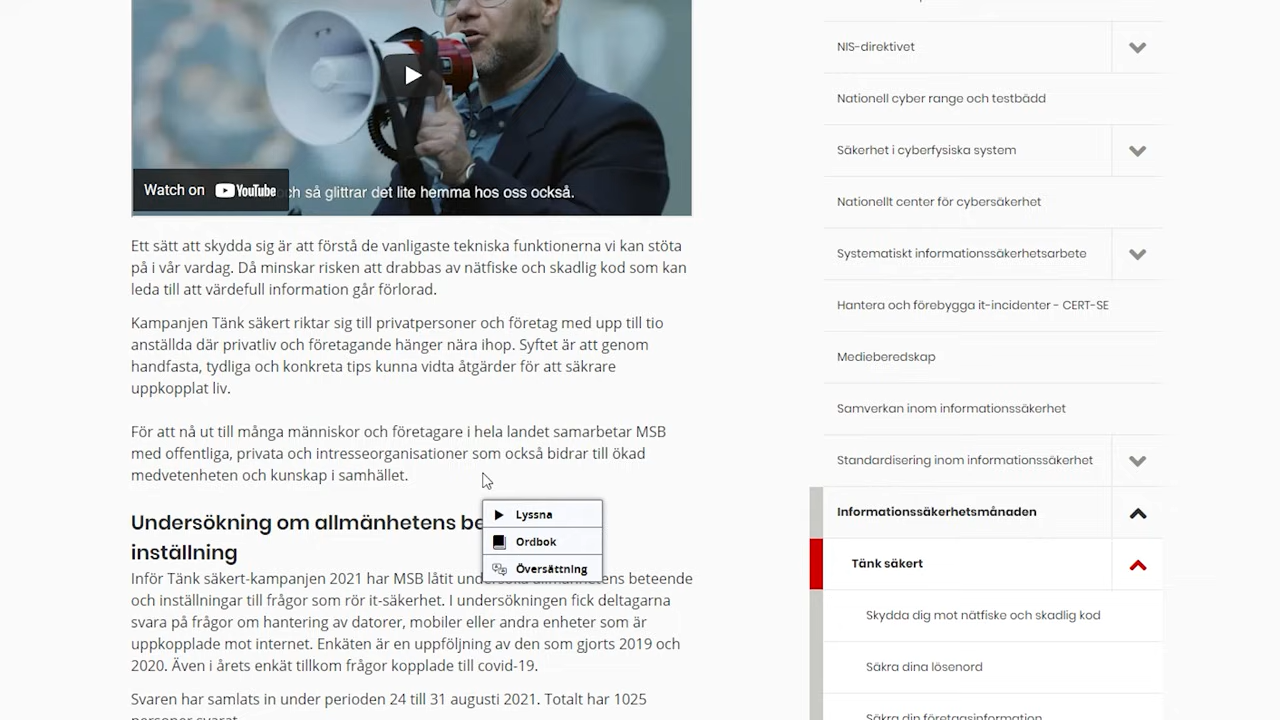 Watch on YouTube
ch så glittrar det lite hemma hos oss också.
Ett sätt att skydda sig är att förstå de vanligaste tekniska funktionerna vi kan stöta
på i vår vardag. Då minskar risken att drabbas av nätfiske och skadlig kod som kan
leda till att värdefull information går förlorad.
Kampanjen Tänk säkert riktar sig till privatpersoner och företag med upp till tio
anställda där privatliv och företagande hänger nära ihop. Syftet är att genom
handfasta, tydliga och konkreta tips kunna vidta åtgärder för att säkrare
uppkopplat liv.
För att nå ut till många människor och företagare i hela landet samarbetar MSB
med offentliga, privata och intresseorganisationer som också bidrar till ökad
medvetenheten och kunskap i samhället.
Undersökning om allmänhetens be
inställning
Inför Tänk säkert-kampanjen 2021 har MSB låtit undersöka allmänhetens beteende
och inställningar till frågor som rör it-säkerhet. I undersökningen fick deltagarna
svara på frågor om hantering av datorer, mobiler eller andra enheter som är
uppkopplade mot internet. Enkäten är en uppföljning av den som gjorts 2019 och
2020. Även i årets enkät tillkom frågor kopplade till covid-19.
Svaren har samlats in under perioden 24 till 31 augusti 2021. Totalt har 1025
personer svarat.
Lyssna
Ordbok
Översättning
NIS-direktivet
Nationell cyber range och testbädd
Säkerhet i cyberfysiska system
Nationellt center för cybersäkerhet
Systematiskt informationssäkerhetsarbete
Hantera och förebygga it-incidenter - CERT-SE
Medieberedskap
Samverkan inom informationssäkerhet
Standardisering inom informationssäkerhet
Informationssäkerhetsmånaden
Tänk säkert
Skydda dig mot nätfiske och skadlig kod
Säkra dina lösenord
Säkra din företagsinformation